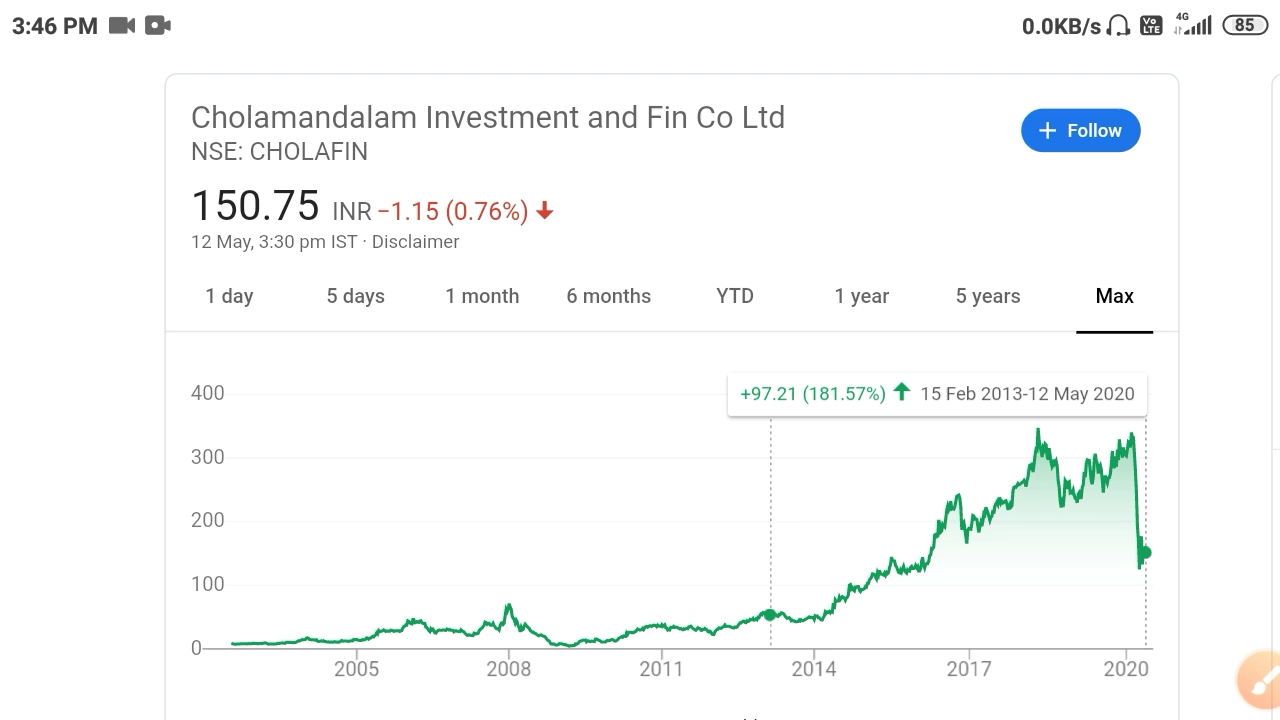 3:46 PM
0.0KB/s Vo LTE 4G 85
Cholamandalam Investment and Fin Co Ltd
+ Follow
NSE: CHOLAFIN
150.75 INR −1.15 (0.76%)
12 May, 3:30 pm IST · Disclaimer
1 day 5 days 1 month 6 months YTD 1 year 5 years Max
+97.21 (181.57%) 15 Feb 2013-12 May 2020
400
300
200
100
0
2005 2008 2011 2014 2017 2020